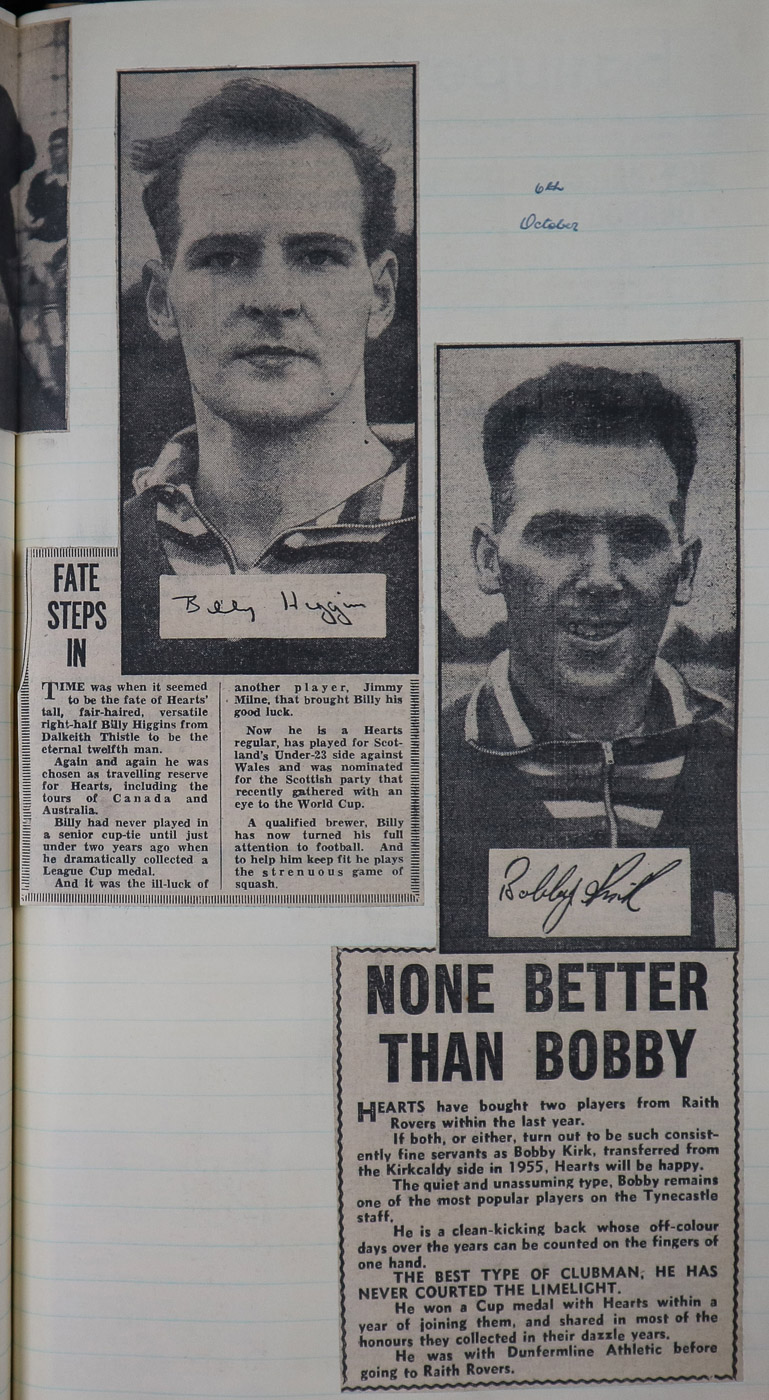 6th
October
Billy Higgins
FATE
STEPS
IN
TIME was when it seemed
to be the fate of Hearts'
tall, fair-haired, versatile
right-half Billy Higgins from
Dalkeith Thistle to be the
eternal twelfth man.
Again and again he was
chosen as travelling reserve
for Hearts, including the
tours of Canada and
Australia.
Billy had never played in
a senior cup-tie until just
under two years ago when
he dramatically collected a
League Cup medal.
And it was the ill-luck of
another player, Jimmy
Milne, that brought Billy his
good luck.
Now he is a Hearts
regular, has played for Scot-
land's Under-23 side against
Wales and was nominated
for the Scottish party that
recently gathered with an
eye to the World Cup.
A qualified brewer, Billy
has now turned his full
attention to football. And
to help him keep fit he plays
the strenuous game of
squash.
Bobby Kirk
NONE BETTER
THAN BOBBY
HEARTS have bought two players from Raith
Rovers within the last year.
If both, or either, turn out to be such consist-
ently fine servants as Bobby Kirk, transferred from
the Kirkcaldy side in 1955, Hearts will be happy.
The quiet and unassuming type, Bobby remains
one of the most popular players on the Tynecastle
staff.
He is a clean-kicking back whose off-colour
days over the years can be counted on the fingers of
one hand.
THE BEST TYPE OF CLUBMAN, HE HAS
NEVER COURTED THE LIMELIGHT.
He won a Cup medal with Hearts within a
year of joining them, and shared in most of the
honours they collected in their dazzle years.
He was with Dunfermline Athletic before
going to Raith Rovers.